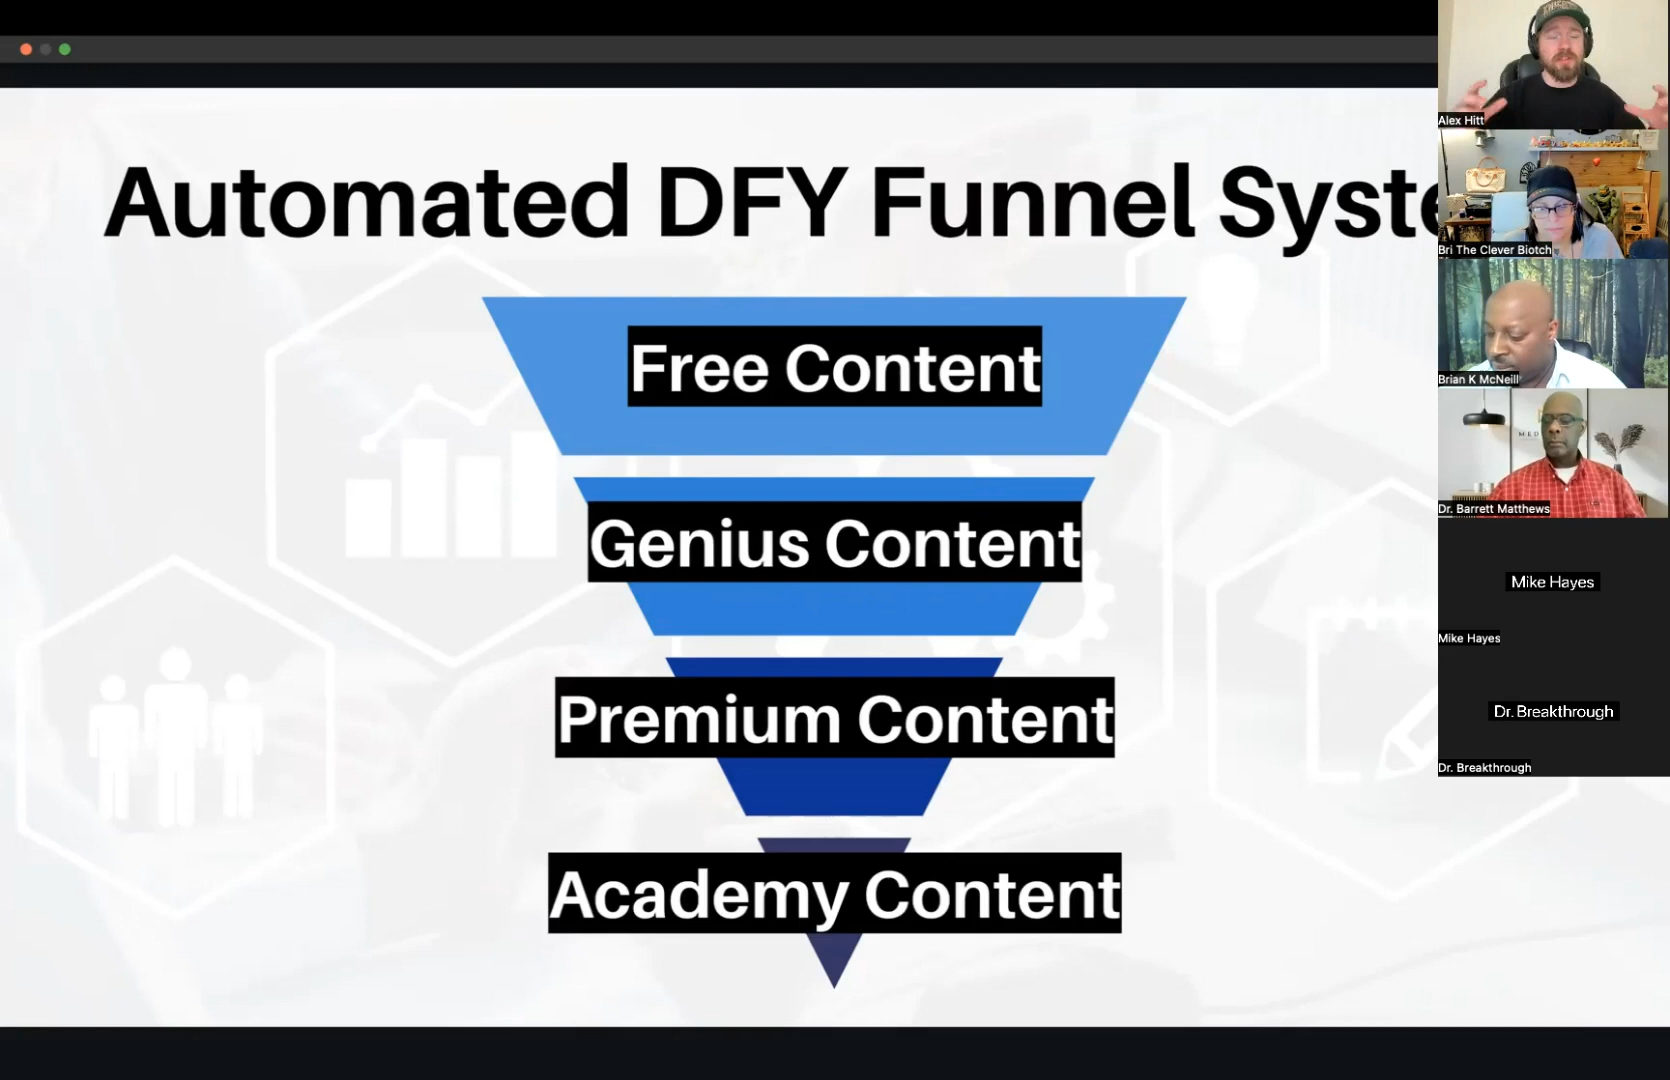 Automated DFY Funnel Syste
Free Content
Genius Content
Premium Content
Academy Content
Alex Hitt
Bri The Clever Biotch
Brian K McNeill
MED
Dr. Barrett Matthews
Mike Hayes
Mike Hayes
Dr. Breakthrough
Dr. Breakthrough